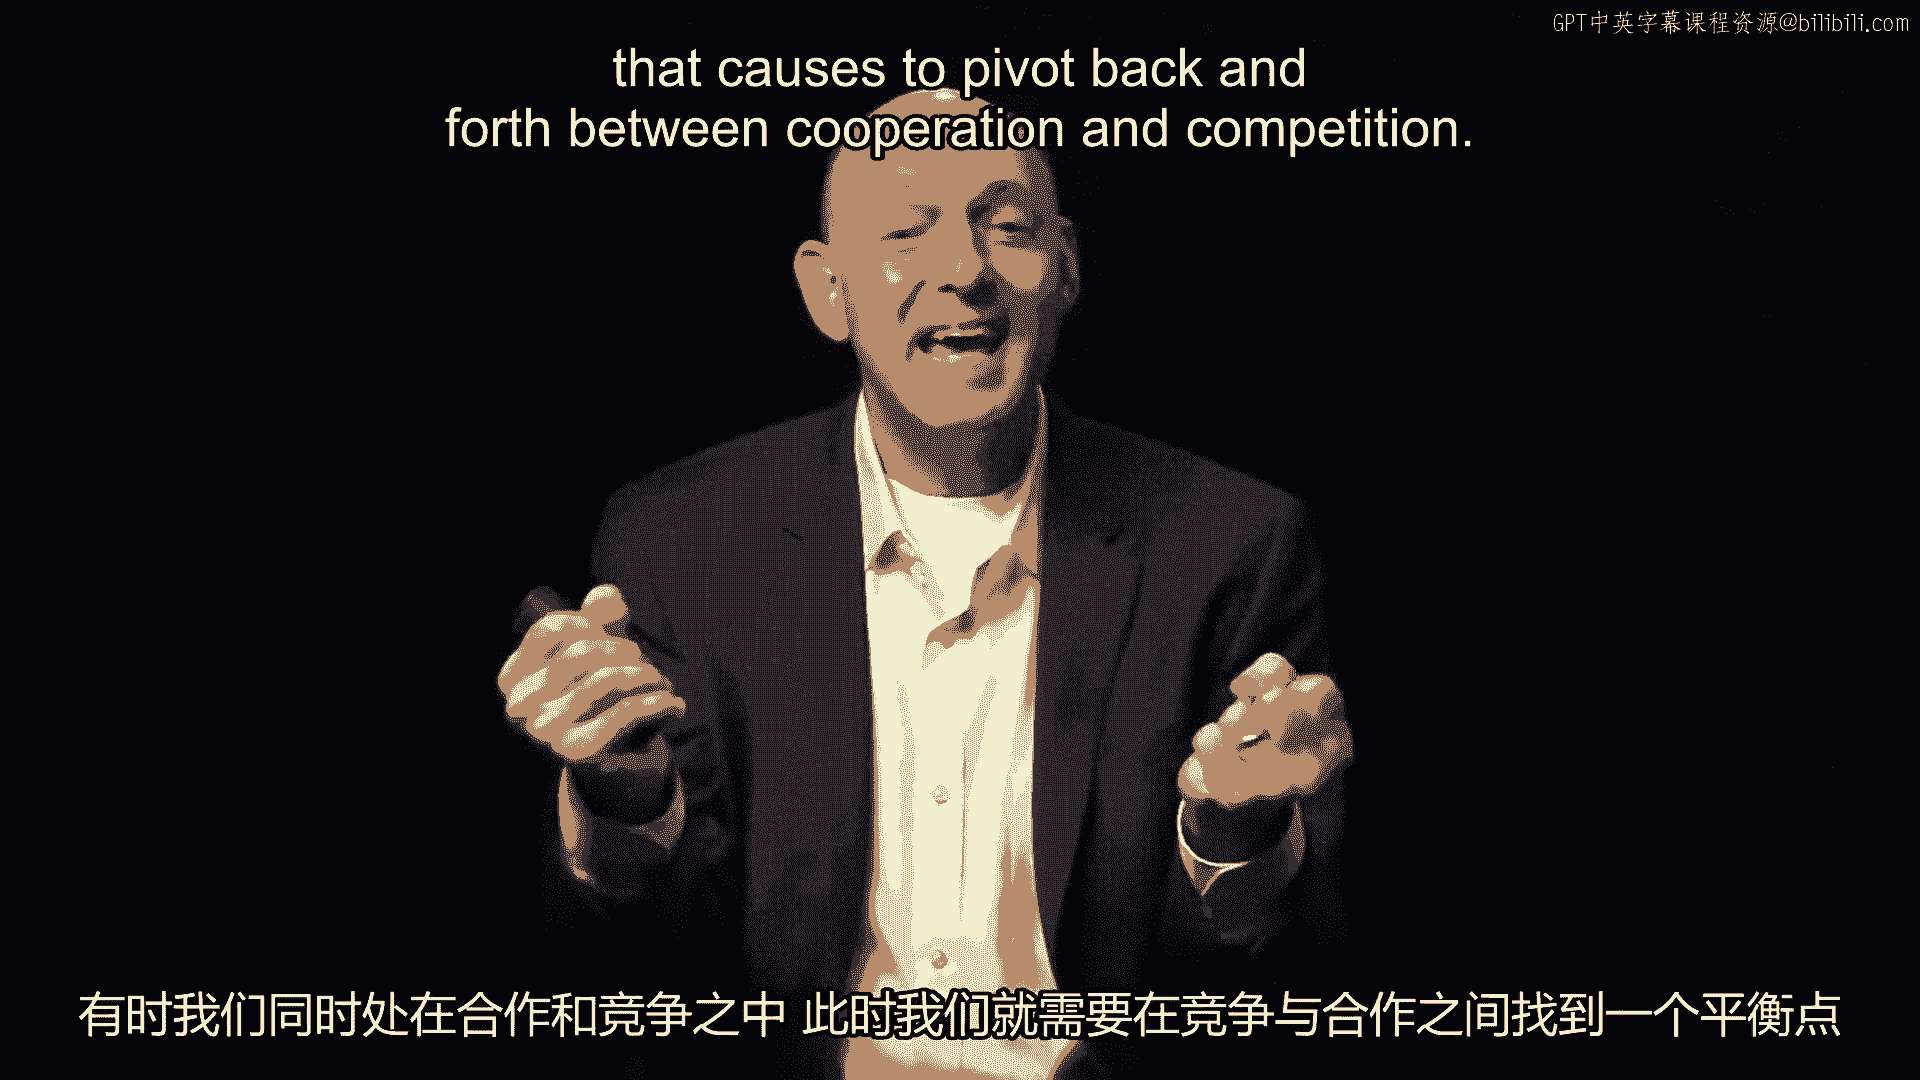 GPT中英字幕课程资源@bilibili.com
that causes to pivot back and
forth between cooperation and competition.
有时我们同时处在合作和竞争之中 此时我们就需要在竞争与合作之间找到一个平衡点